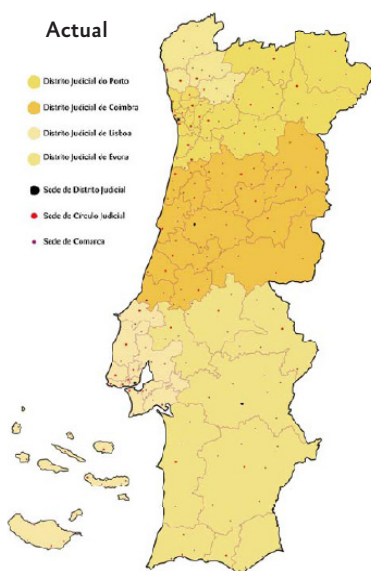 Actual
Distrito Judicial do Porto
Distrito Judicial de Coimbra
Distrito Judicial de Lisboa
Distrito Judicial de Evora
Sede de Distrito Judicial
Sede de Círculo Judicial
Sede de Comarca